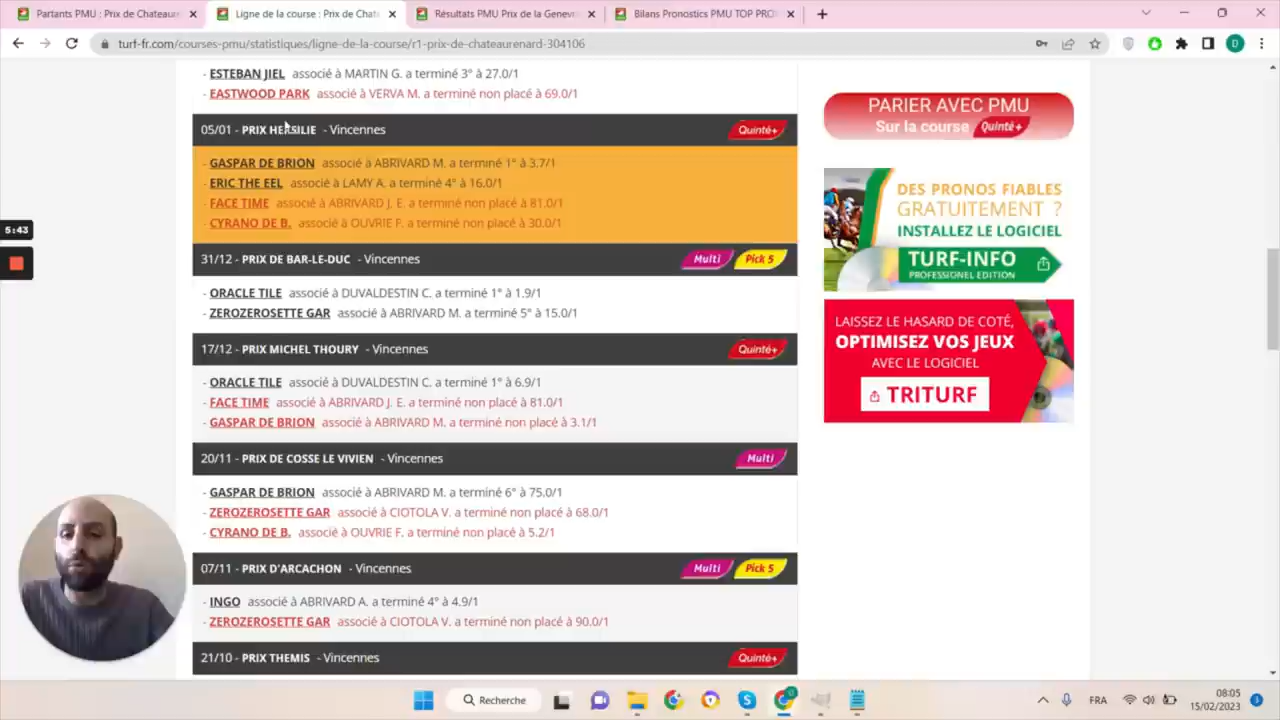 Partants PMU : Prix de Chateaure
Ligne de la course : Prix de Chat
Résultats PMU Prix de la Genevr
Bilans Pronostics PMU TOP PRO
turf-fr.com/courses-pmu/statistiques/ligne-de-la-course/r1-prix-de-chateaurenard-304106
D
- ESTEBAN JIEL associé à MARTIN G. a terminé 3° à 27.0/1
- EASTWOOD PARK associé à VERVA M. a terminé non placé à 69.0/1
05/01 - PRIX HERSILIE - Vincennes Quinté+
- GASPAR DE BRION associé à ABRIVARD M. a terminé 1° à 3.7/1
- ERIC THE EEL associé à LAMY A. a terminé 4° à 16.0/1
- FACE TIME associé à ABRIVARD J. E. a terminé non placé à 81.0/1
- CYRANO DE B. associé à OUVRIE F. a terminé non placé à 30.0/1
31/12 - PRIX DE BAR-LE-DUC - Vincennes Multi Pick 5
- ORACLE TILE associé à DUVALDESTIN C. a terminé 1° à 1.9/1
- ZEROZEROSETTE GAR associé à ABRIVARD M. a terminé 5° à 15.0/1
17/12 - PRIX MICHEL THOURY - Vincennes Quinté+
- ORACLE TILE associé à DUVALDESTIN C. a terminé 1° à 6.9/1
- FACE TIME associé à ABRIVARD J. E. a terminé non placé à 81.0/1
- GASPAR DE BRION associé à ABRIVARD M. a terminé non placé à 3.1/1
20/11 - PRIX DE COSSE LE VIVIEN - Vincennes Multi
- GASPAR DE BRION associé à ABRIVARD M. a terminé 6° à 75.0/1
- ZEROZEROSETTE GAR associé à CIOTOLA V. a terminé non placé à 68.0/1
- CYRANO DE B. associé à OUVRIE F. a terminé non placé à 5.2/1
07/11 - PRIX D'ARCACHON - Vincennes Multi Pick 5
- INGO associé à ABRIVARD A. a terminé 4° à 4.9/1
- ZEROZEROSETTE GAR associé à CIOTOLA V. a terminé non placé à 90.0/1
21/10 - PRIX THEMIS - Vincennes Quinté+
PARIER AVEC PMU
Sur la course Quinté+
DES PRONOS FIABLES
GRATUITEMENT ?
INSTALLEZ LE LOGICIEL
TURF-INFO
PROFESSIONEL EDITION
LAISSEZ LE HASARD DE COTÉ,
OPTIMISEZ VOS JEUX
AVEC LE LOGICIEL
TRITURF
5:43
Recherche
FRA
08:05
15/02/2023